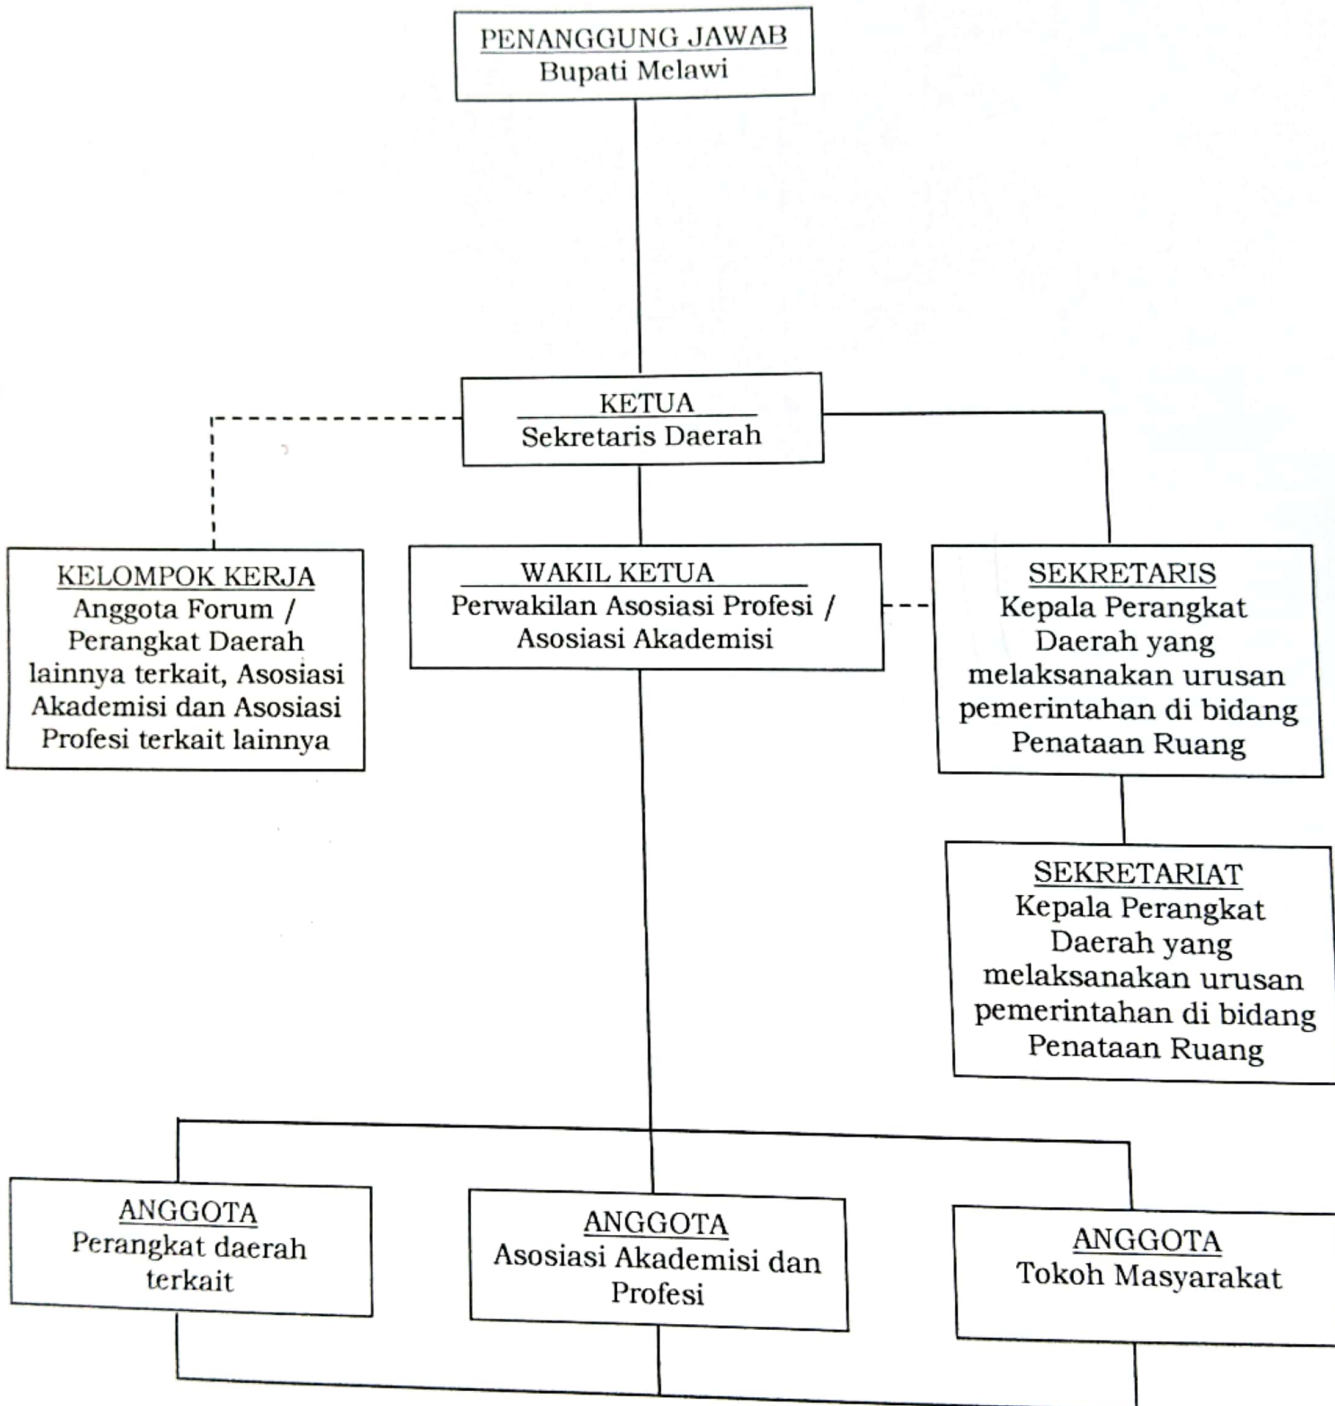 PENANGGUNG JAWAB
Bupati Melawi
KETUA
Sekretaris Daerah
KELOMPOK KERJA
Anggota Forum /
Perangkat Daerah
lainnya terkait, Asosiasi
Akademisi dan Asosiasi
Profesi terkait lainnya
WAKIL KETUA
Perwakilan Asosiasi Profesi /
Asosiasi Akademisi
SEKRETARIS
Kepala Perangkat
Daerah yang
melaksanakan urusan
pemerintahan di bidang
Penataan Ruang
SEKRETARIAT
Kepala Perangkat
Daerah yang
melaksanakan urusan
pemerintahan di bidang
Penataan Ruang
ANGGOTA
Perangkat daerah
terkait
ANGGOTA
Asosiasi Akademisi dan
Profesi
ANGGOTA
Tokoh Masyarakat